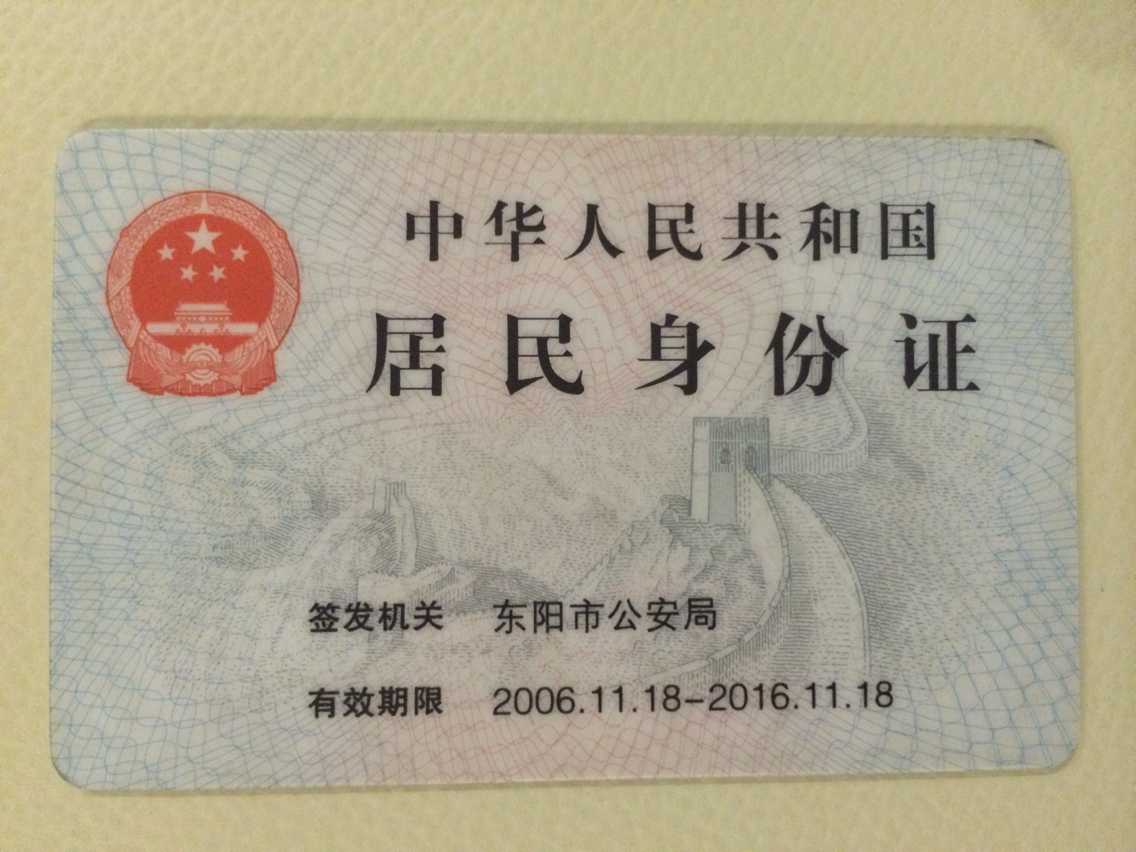 中华人民共和国
居民身份证
签发机关 东阳市公安局
有效期限 2006.11.18-2016.11.18